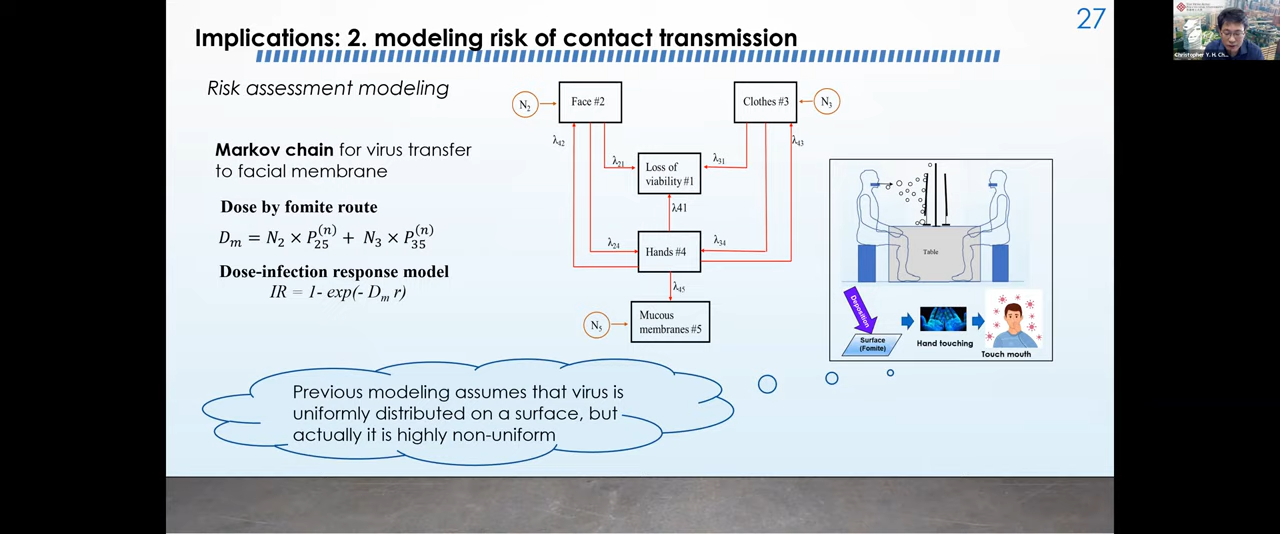 27
Implications: 2. modeling risk of contact transmission
Risk assessment modeling
Markov chain for virus transfer
to facial membrane
Dose by fomite route
D_m = N_2 × P_25^(n) + N_3 × P_35^(n)
Dose-infection response model
IR = 1- exp(- D_m r)
N_2
Face #2
Clothes #3
N_3
λ_42
λ_43
λ_21
Loss of
viability #1
λ_31
λ41
λ_24
Hands #4
λ_34
λ_45
N_5
Mucous
membranes #5
Table
Deposition
Surface
(Fomite)
Hand touching
Touch mouth
Previous modeling assumes that virus is
uniformly distributed on a surface, but
actually it is highly non-uniform
Christopher Y. H. Ch...